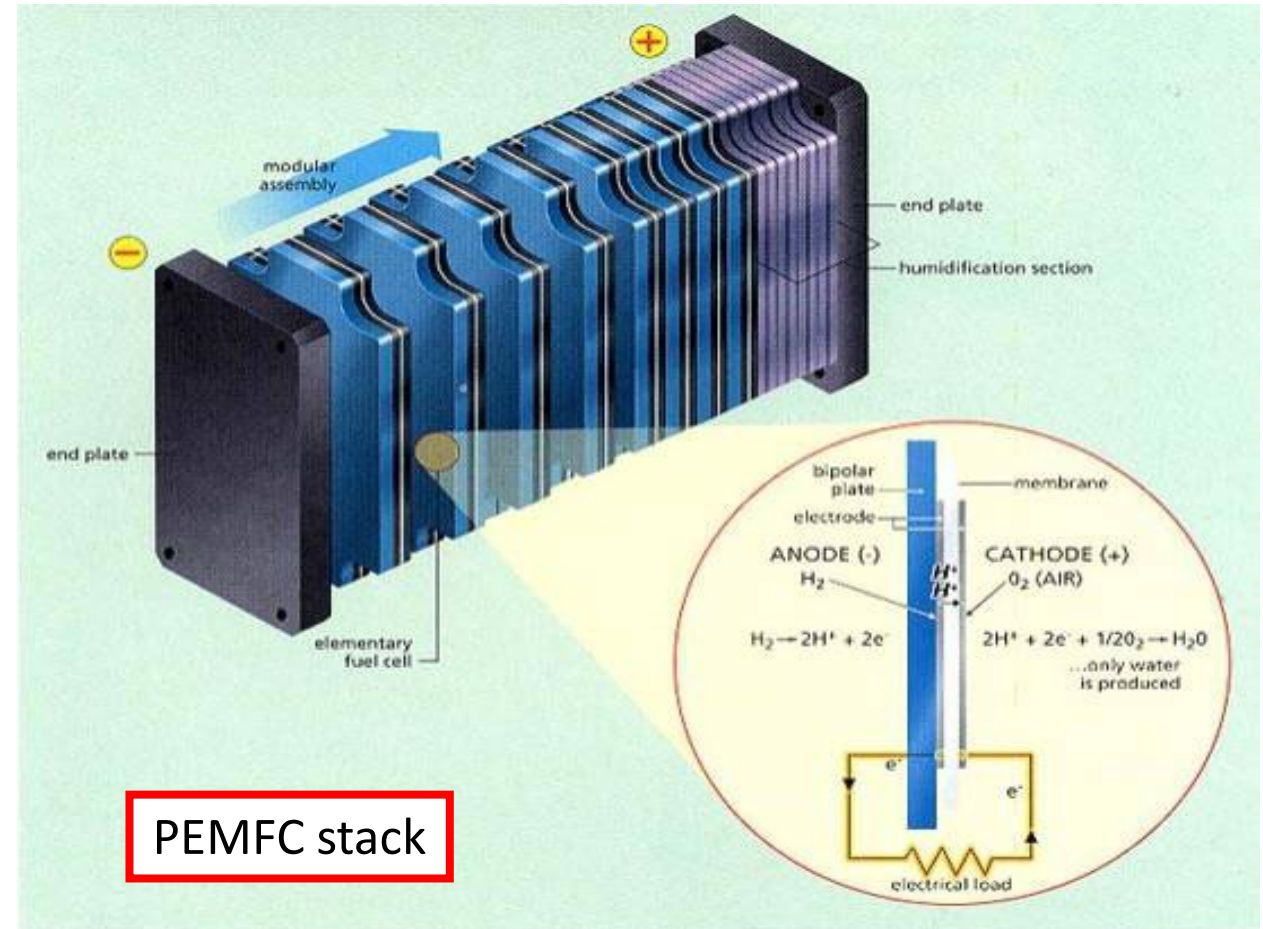 +
modular
assembly
end plate
−
humidification section
end plate
bipolar
plate
membrane
electrode
ANODE (-)
CATHODE (+)
H₂
H⁺
H⁺
0₂ (AIR)
H₂→2H⁺ + 2e⁻
2H⁺ + 2e⁻ + 1/20₂→H₂0
...only water
is produced
elementary
fuel cell
e⁻
e⁻
electrical load
PEMFC stack